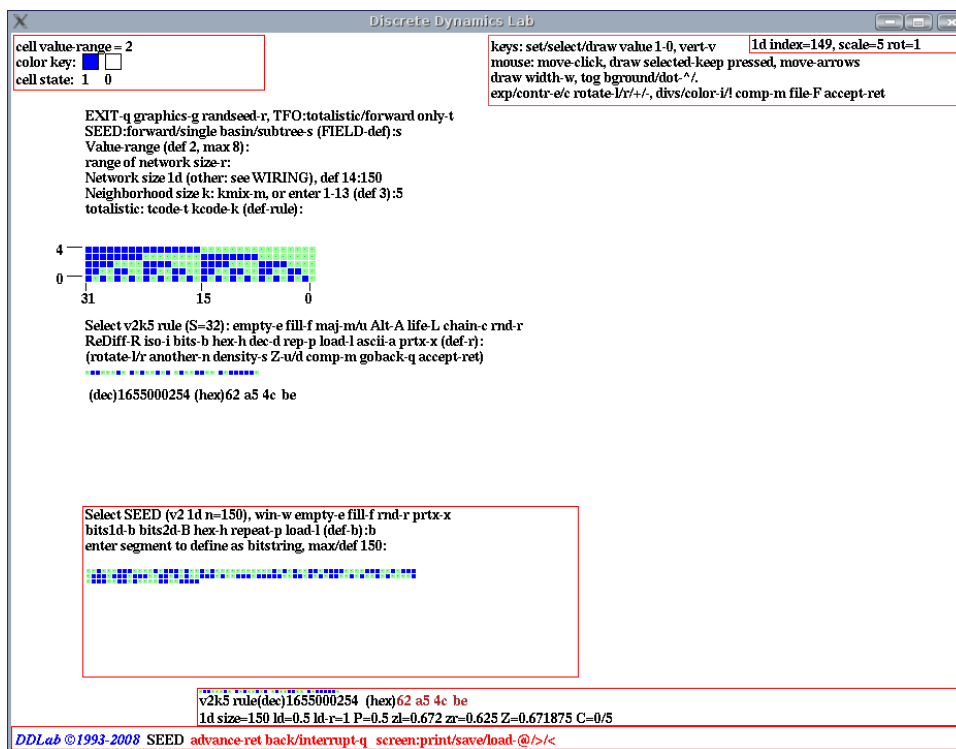 Discrete Dynamics Lab
cell value-range = 2
color key:
cell state: 1 0
keys: set/select/draw value 1-0, vert-v
1d index=149, scale=5 rot=1
mouse: move-click, draw selected-keep pressed, move-arrows
draw width-w, tog bground/dot-^/.
exp/contr-e/c rotate-l/r/+/-, divs/color-i/! comp-m file-F accept-ret
EXIT-q graphics-g randseed-r, TFO:totalistic/forward only-t
SEED:forward/single basin/subtree-s (FIELD-def):s
Value-range (def 2, max 8):
range of network size-r:
Network size 1d (other: see WIRING), def 14:150
Neighborhood size k: kmix-m, or enter 1-13 (def 3):5
totalistic: tcode-t kcode-k (def-rule):
4
0
31 15 0
Select v2k5 rule (S=32): empty-e fill-f maj-m/u Alt-A life-L chain-c rnd-r
ReDiff-R iso-i bits-b hex-h dec-d rep-p load-l ascii-a prtx-x (def-r):
(rotate-l/r another-n density-s Z-u/d comp-m goback-q accept-ret)
(dec)1655000254 (hex)62 a5 4c be
Select SEED (v2 1d n=150), win-w empty-e fill-f rnd-r prtx-x
bits1d-b bits2d-B hex-h repeat-p load-l (def-b):b
enter segment to define as bitstring, max/def 150:
v2k5 rule(dec)1655000254 (hex)62 a5 4c be
1d size=150 ld=0.5 ld-r=1 P=0.5 zl=0.672 zr=0.625 Z=0.671875 C=0/5
DDLab ©1993-2008 SEED advance-ret back/interrupt-q screen:print/save/load-@/>/<